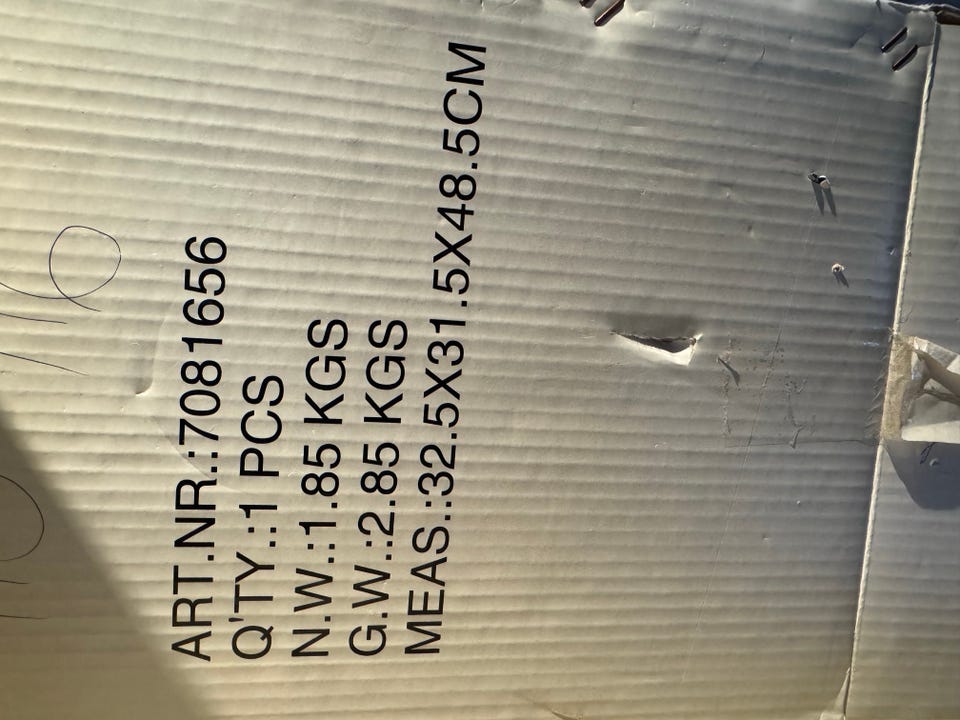 ART.NR.:7081656
Q'TY.:1 PCS
N.W.:1.85 KGS
G.W.:2.85 KGS
MEAS.:32.5X31.5X48.5CM